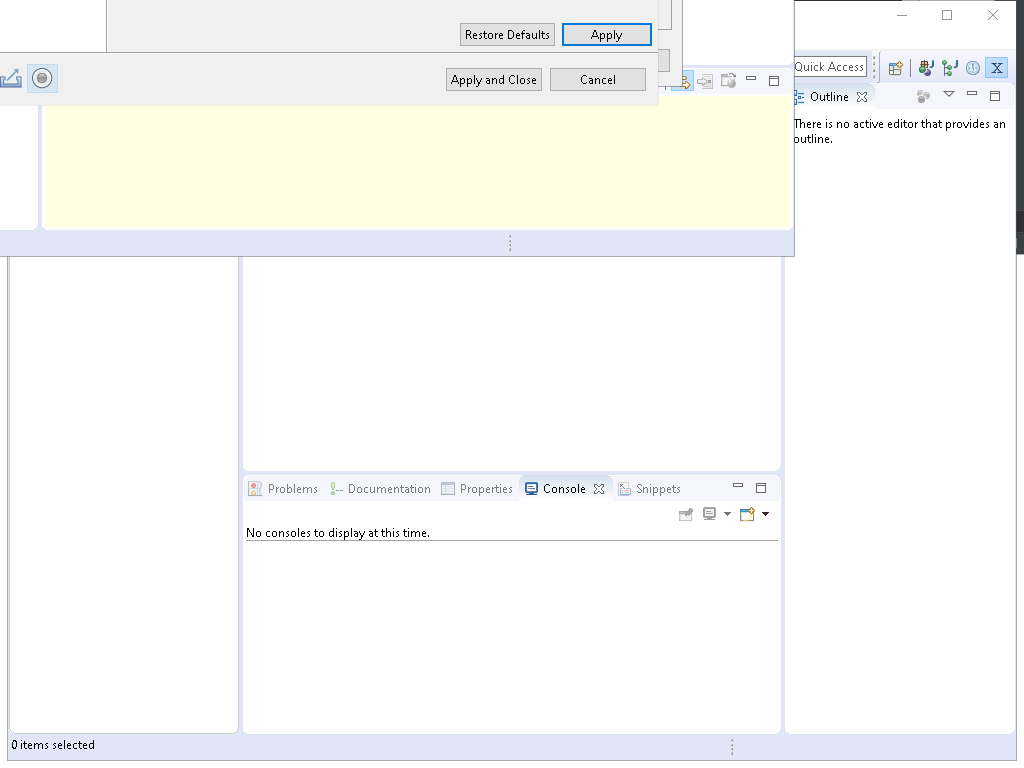 Restore Defaults
Apply
Apply and Close
Cancel
Quick Access
Outline
There is no active editor that provides an
outline.
Problems
Documentation
Properties
Console
Snippets
No consoles to display at this time.
0 items selected